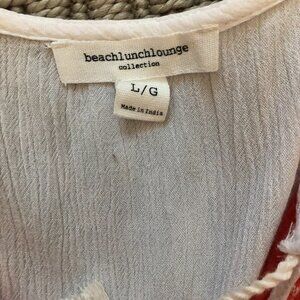 beachlunchlounge
collection
L/G
Made in India